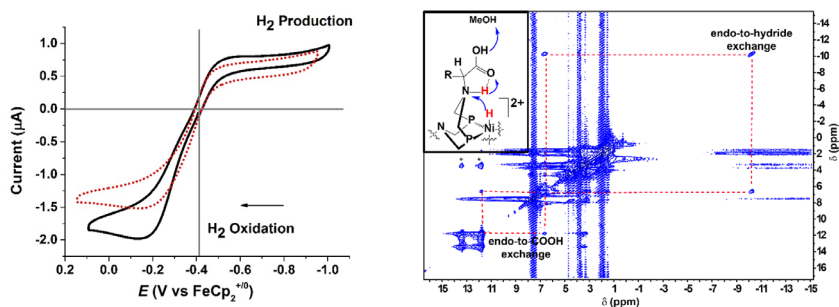 H2 Production
1.0
0.5
0.0
-0.5
-1.0
-1.5
-2.0
Current (μA)
H2 Oxidation
0.2 0.0 -0.2 -0.4 -0.6 -0.8 -1.0
E (V vs FeCp2+/0)
MeOH
OH
H
O
R
N
H
2+
H
N
P
P
Ni
endo-to-hydride
exchange
endo-to-COOH
exchange
-14
-12
-10
-8
-6
-4
-2
0
2
4
6
8
10
12
14
16
δ (ppm)
15 13 11 9 7 5 3 1 -1 -3 -5 -7 -9 -11 -15
δ (ppm)